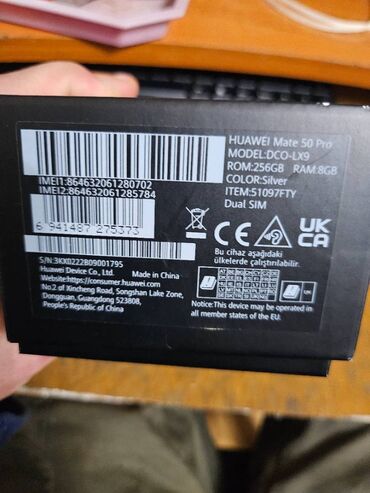 HUAWEI Mate 50 Pro
MODEL:DCO-LX9
ROM:256GB RAM:8GB
COLOR:Silver
ITEM:51097FTY
Dual SIM
IMEI1:864632061280702
IMEI2:864632061285784
6 941487 275373
S/N:3KX0222B09001795
Huawei Device Co., Ltd. Made in China
Website:https://consumer.huawei.com
No.2 of Xincheng Road, Songshan Lake Zone,
Dongguan, Guangdong 523808,
People's Republic of China
CE
UK
CA
Bu cihaz aşağıdaki
ülkelerde çalıştırılabilir.
This device may be operated in
all member states of the EU.